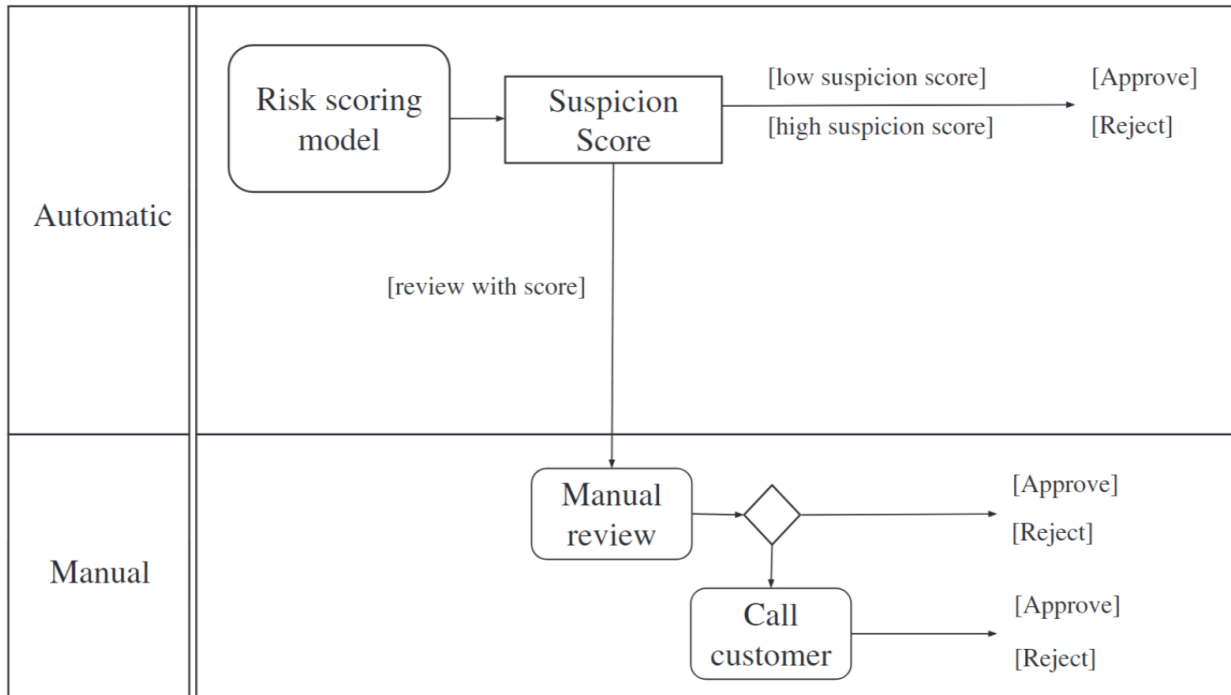 Automatic
Risk scoring
model
Suspicion
Score
[low suspicion score]
[high suspicion score]
[Approve]
[Reject]
[review with score]
Manual
Manual
review
[Approve]
[Reject]
Call
customer
[Approve]
[Reject]